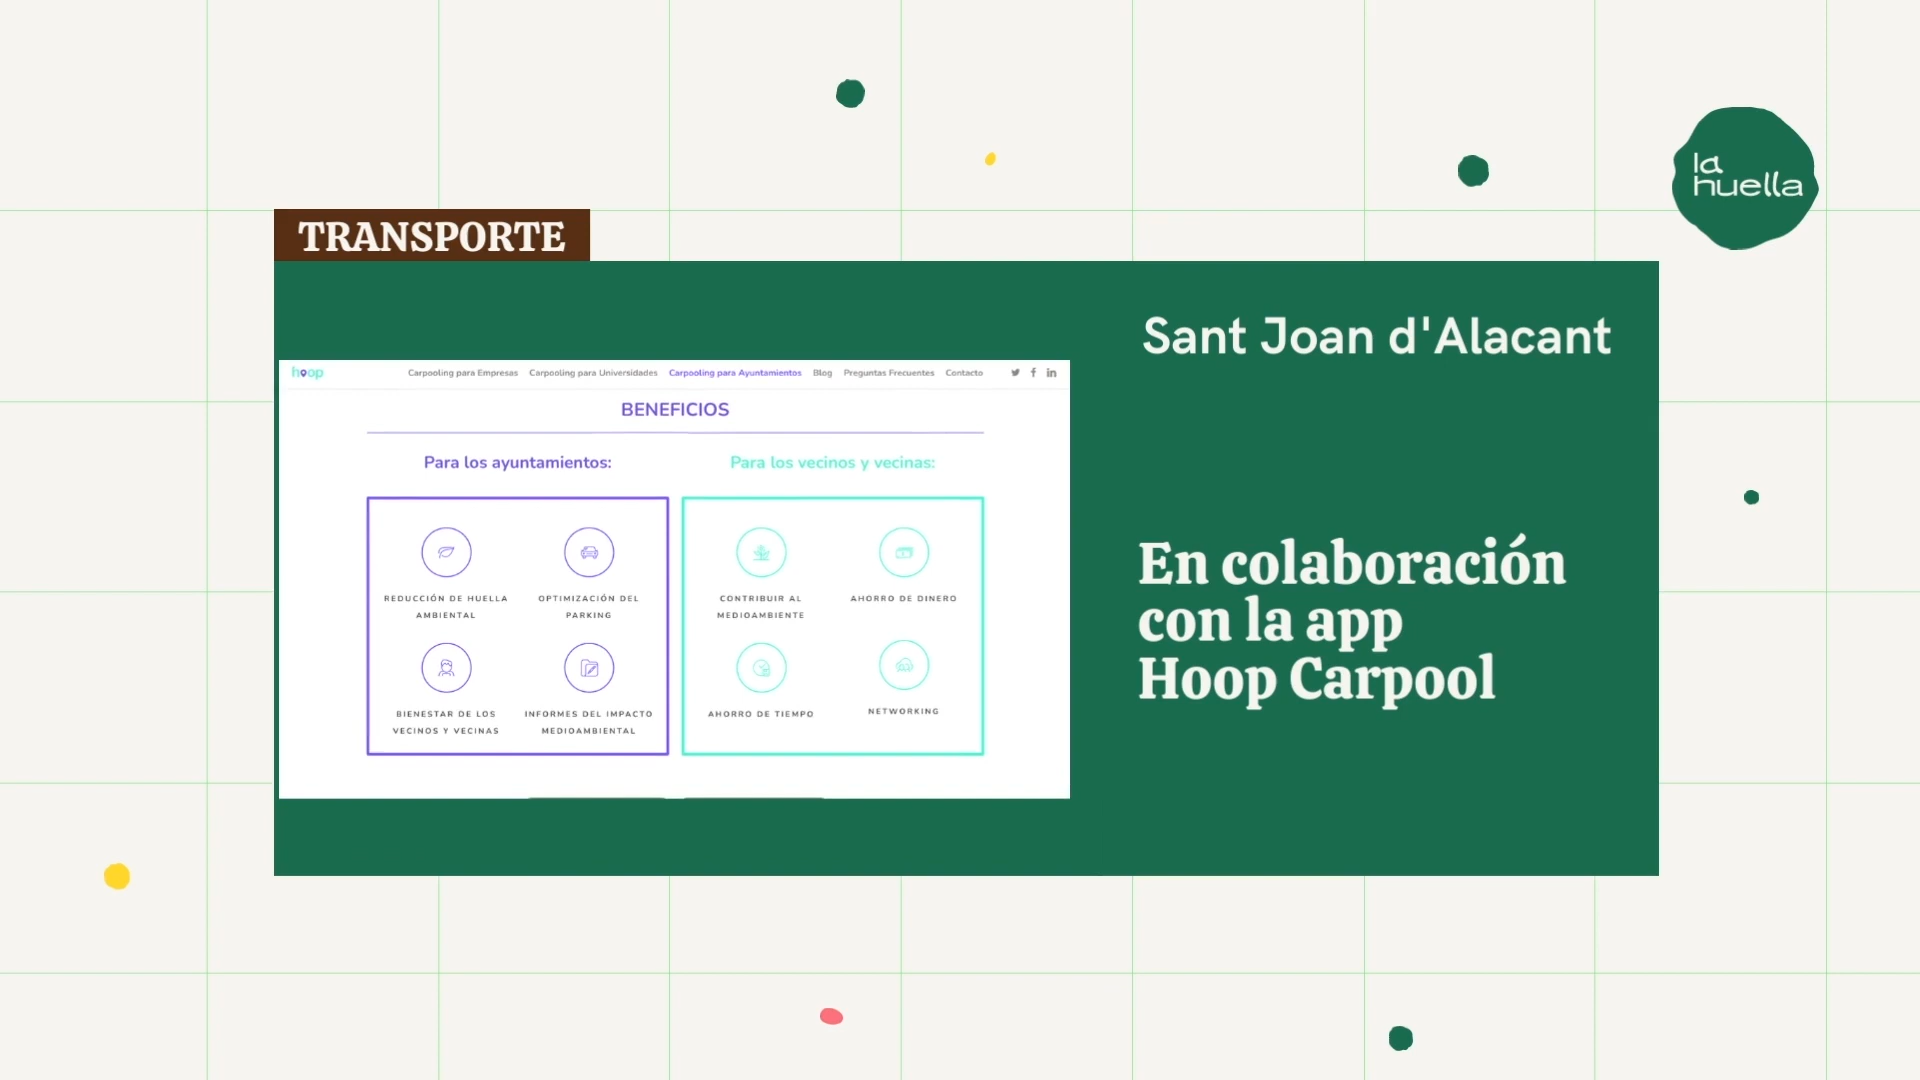 la
huella
TRANSPORTE
Sant Joan d'Alacant
hoop
Carpooling para Empresas
Carpooling para Universidades
Carpooling para Ayuntamientos
Blog
Preguntas Frecuentes
Contacto
BENEFICIOS
Para los ayuntamientos:
REDUCCIÓN DE HUELLA
AMBIENTAL
OPTIMIZACIÓN DEL
PARKING
BIENESTAR DE LOS
VECINOS Y VECINAS
INFORMES DEL IMPACTO
MEDIOAMBIENTAL
Para los vecinos y vecinas:
CONTRIBUIR AL
MEDIOAMBIENTE
AHORRO DE DINERO
AHORRO DE TIEMPO
NETWORKING
En colaboración
con la app
Hoop Carpool